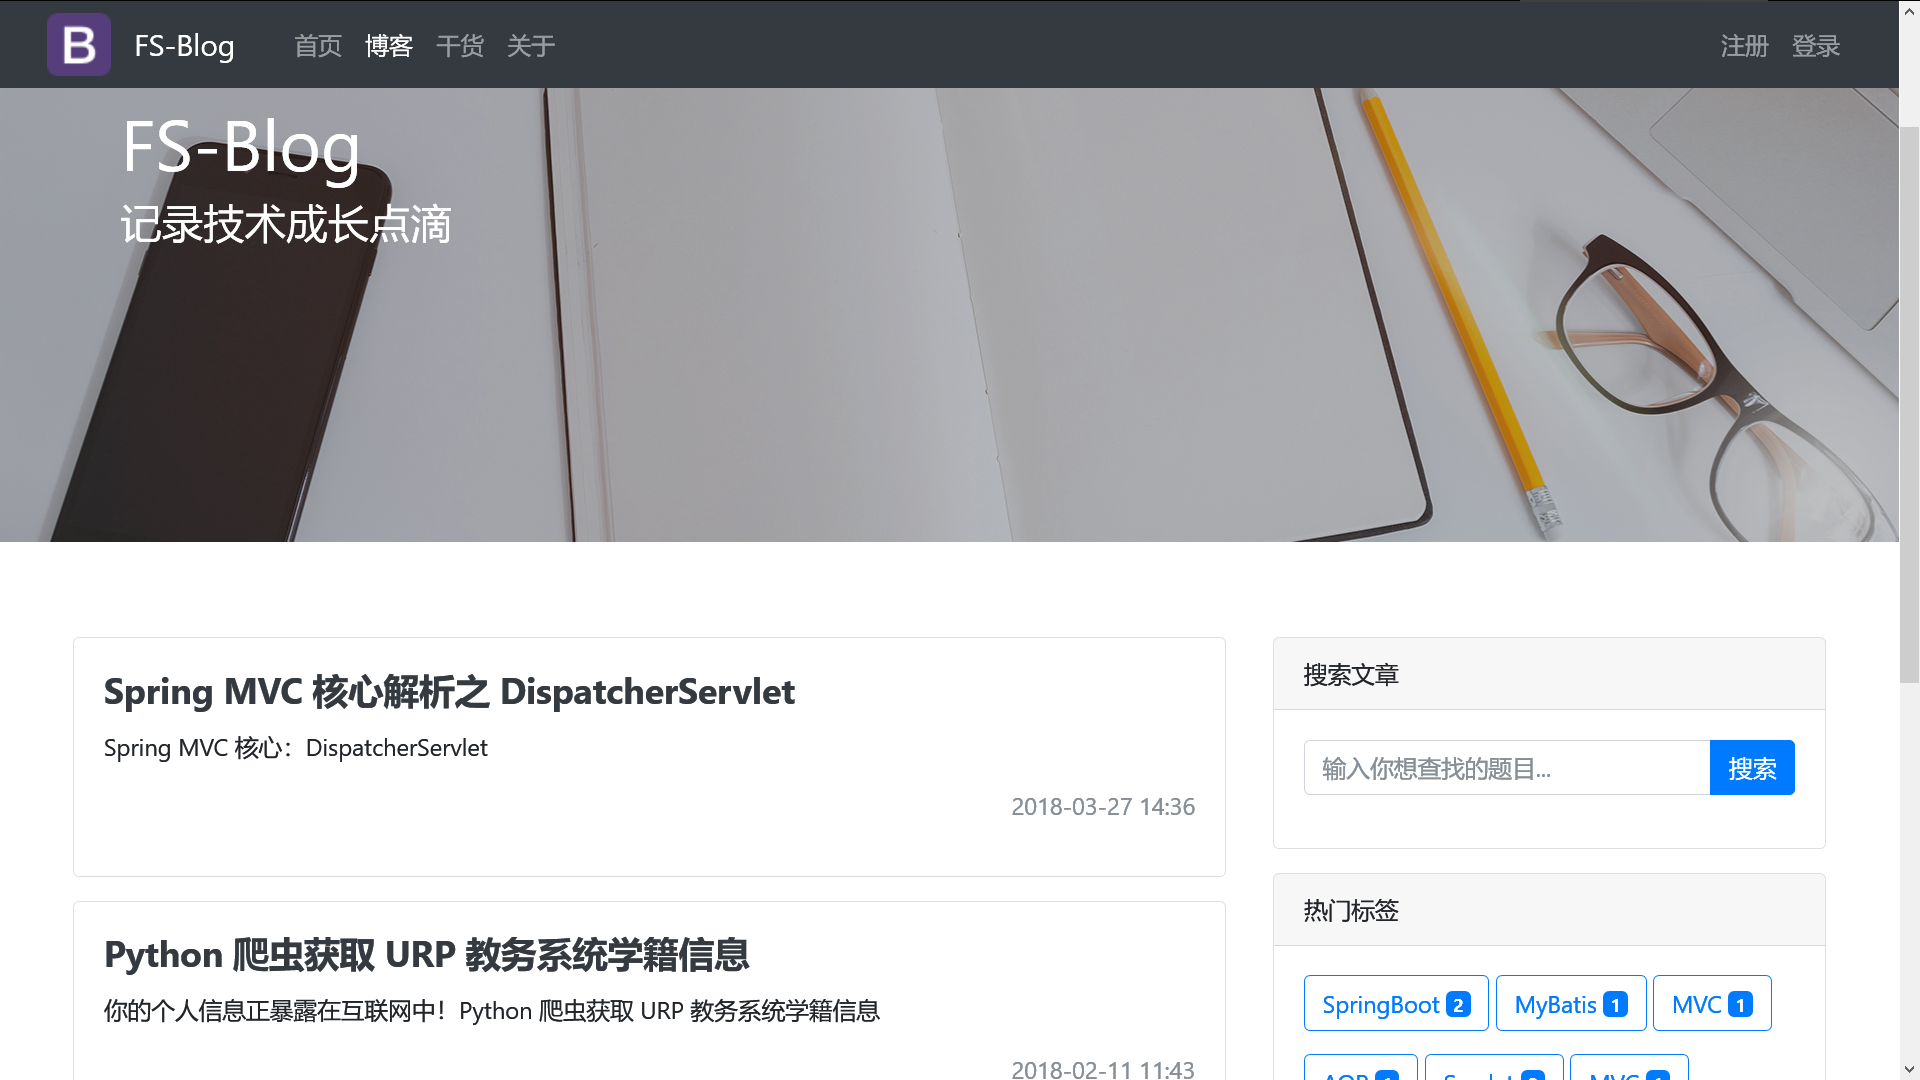 B FS-Blog 首页 博客 干货 关于 注册 登录
FS-Blog
记录技术成长点滴
Spring MVC 核心解析之 DispatcherServlet
Spring MVC 核心：DispatcherServlet
2018-03-27 14:36
Python 爬虫获取 URP 教务系统学籍信息
你的个人信息正暴露在互联网中！Python 爬虫获取 URP 教务系统学籍信息
2018-02-11 11:43
搜索文章
输入你想查找的题目... 搜索
热门标签
SpringBoot 2 MyBatis 1 MVC 1